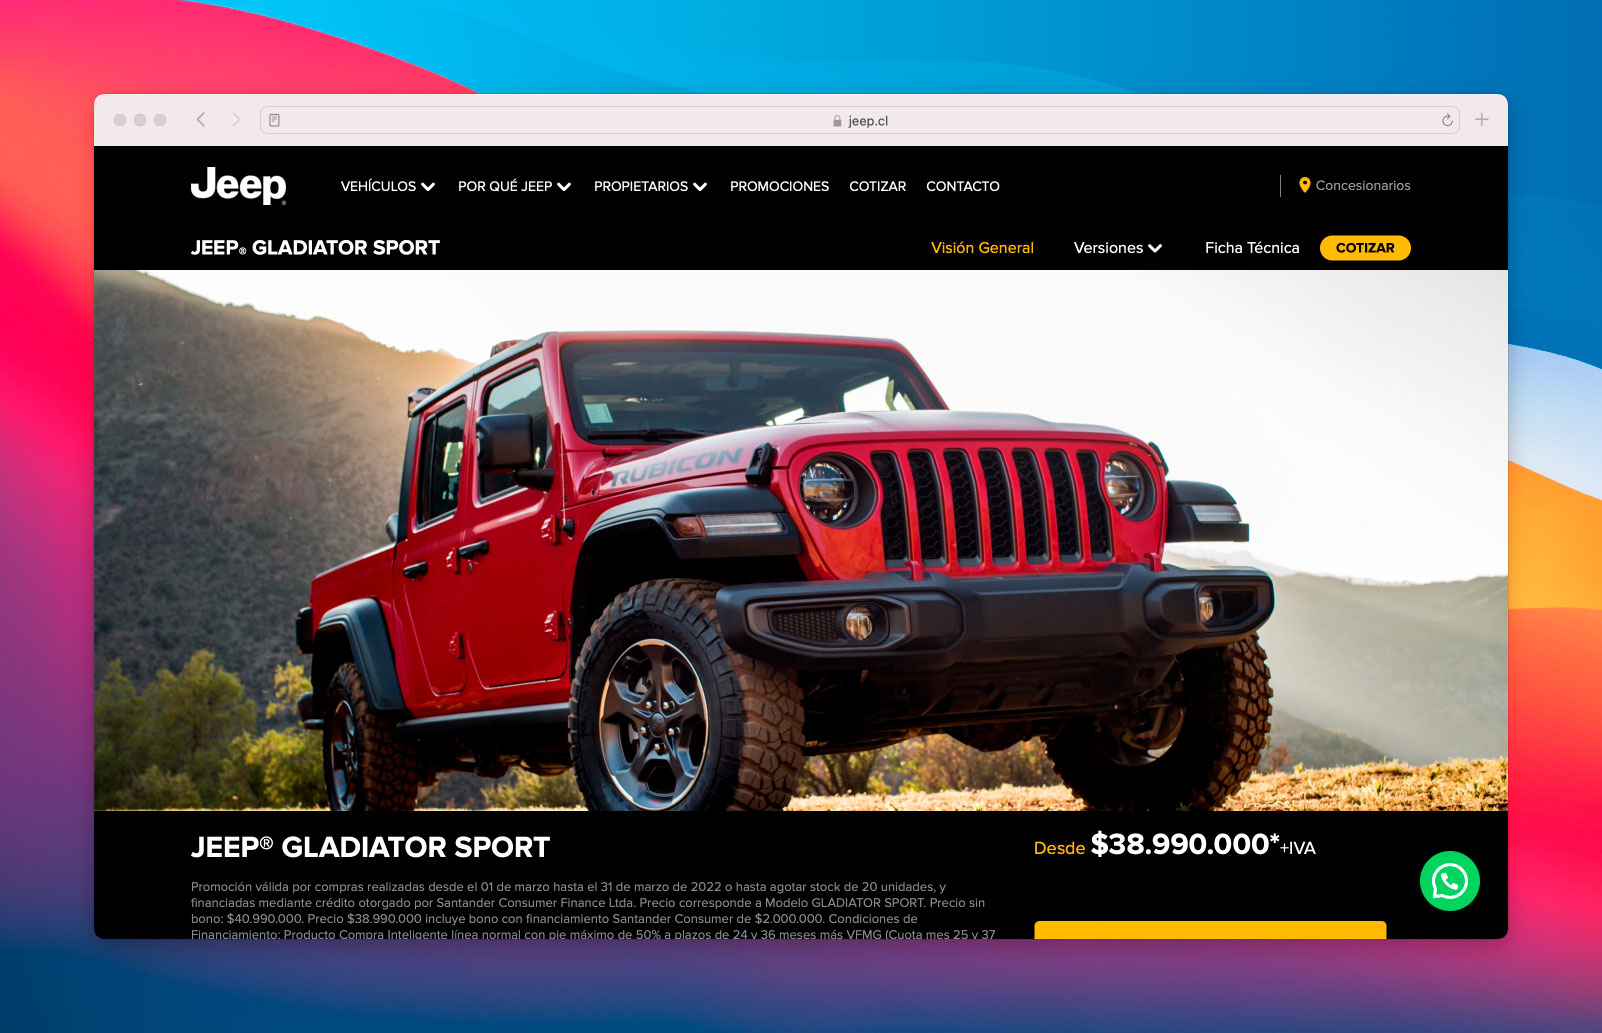 jeep.cl
Jeep®
VEHÍCULOS POR QUÉ JEEP PROPIETARIOS PROMOCIONES COTIZAR CONTACTO
Concesionarios
JEEP® GLADIATOR SPORT
Visión General Versiones Ficha Técnica COTIZAR
RUBICON
JEEP® GLADIATOR SPORT
Desde $38.990.000*+IVA
Promoción válida por compras realizadas desde el 01 de marzo hasta el 31 de marzo de 2022 o hasta agotar stock de 20 unidades, y
financiadas mediante crédito otorgado por Santander Consumer Finance Ltda. Precio corresponde a Modelo GLADIATOR SPORT. Precio sin
bono: $40.990.000. Precio $38.990.000 incluye bono con financiamiento Santander Consumer de $2.000.000. Condiciones de
Financiamiento: Producto Compra Inteligente línea normal con pie máximo de 50% a plazos de 24 y 36 meses más VFMG (Cuota mes 25 y 37